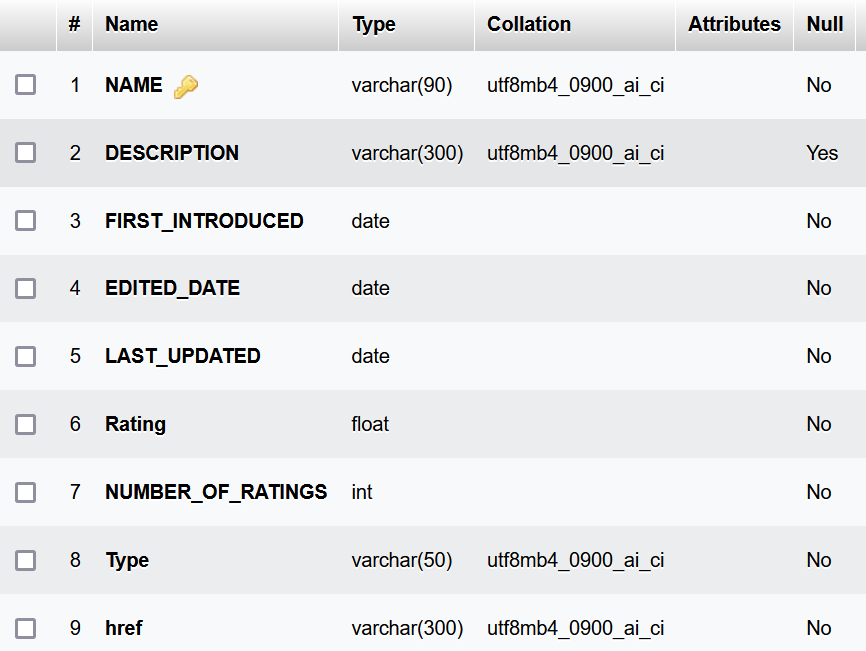 # Name Type Collation Attributes Null
1 NAME varchar(90) utf8mb4_0900_ai_ci No
2 DESCRIPTION varchar(300) utf8mb4_0900_ai_ci Yes
3 FIRST_INTRODUCED date No
4 EDITED_DATE date No
5 LAST_UPDATED date No
6 Rating float No
7 NUMBER_OF_RATINGS int No
8 Type varchar(50) utf8mb4_0900_ai_ci No
9 href varchar(300) utf8mb4_0900_ai_ci No